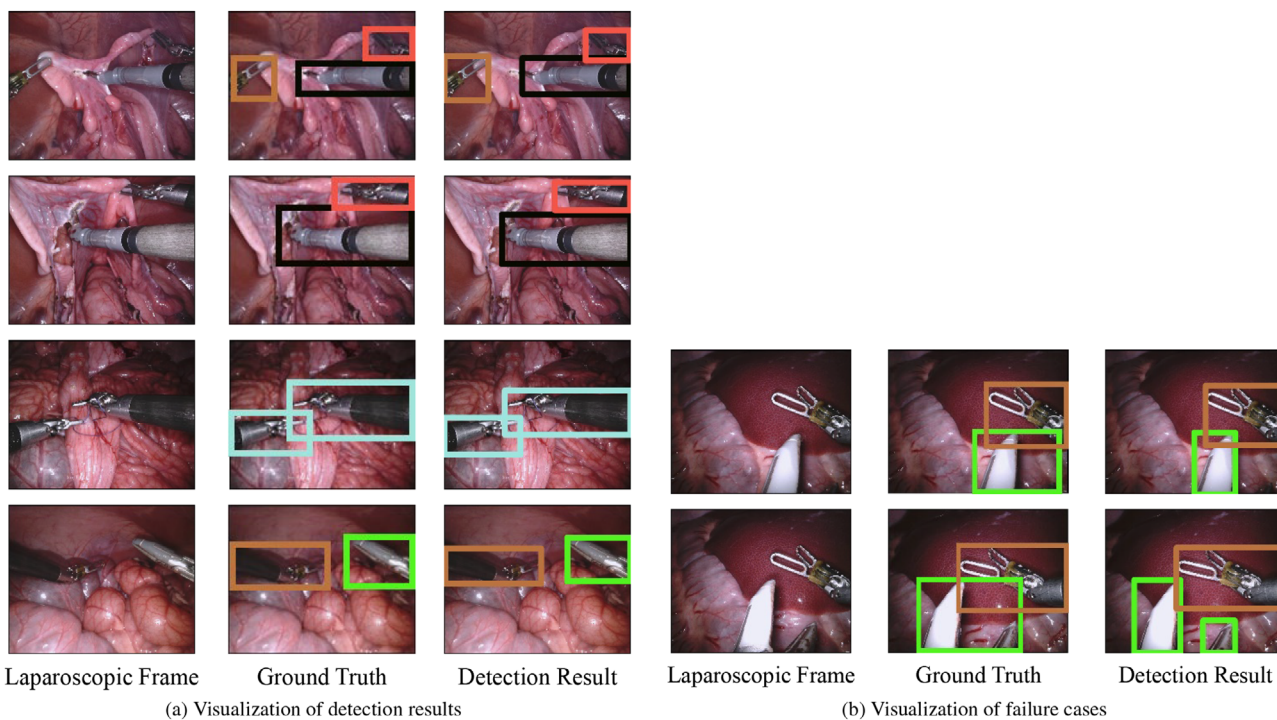 Laparoscopic Frame
Ground Truth
Detection Result
(a) Visualization of detection results
Laparoscopic Frame
Ground Truth
Detection Result
(b) Visualization of failure cases